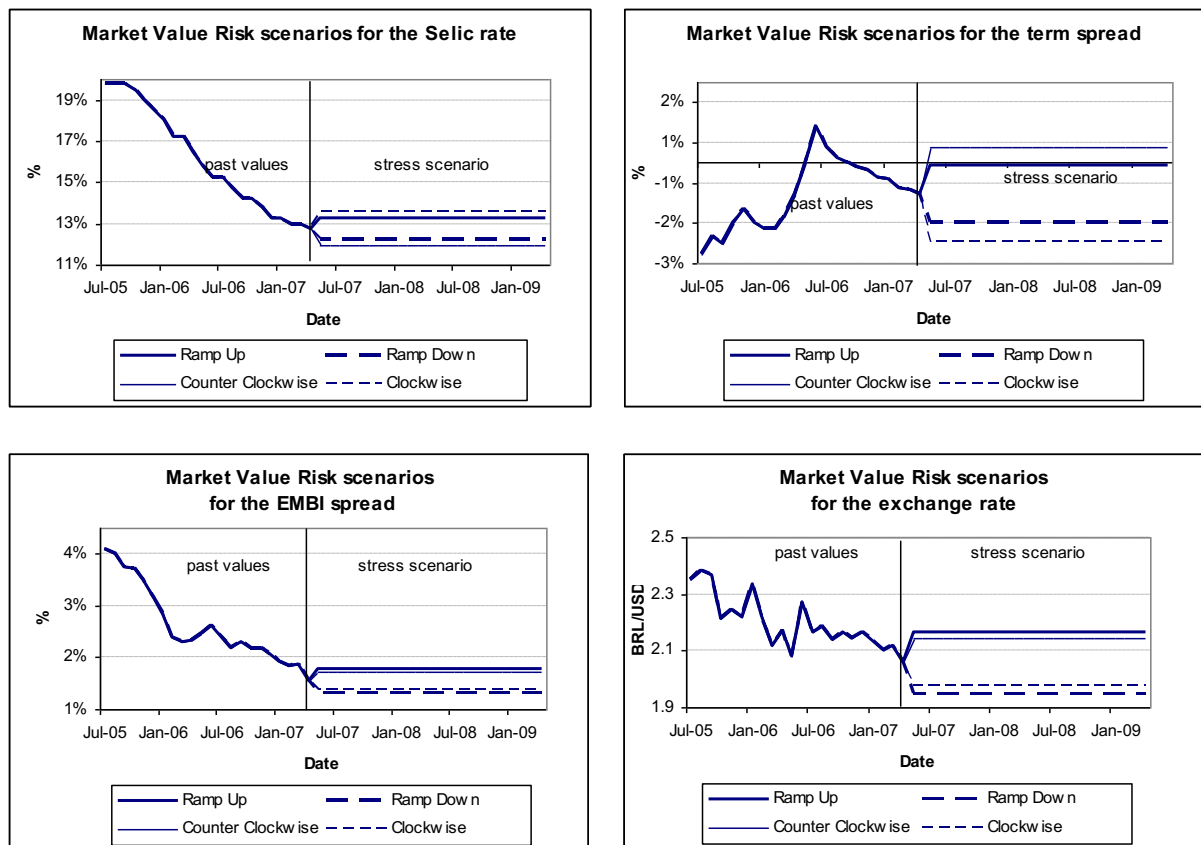 Market Value Risk scenarios for the Selic rate
19%
17%
15%
13%
11%
%
past values
stress scenario
Jul-05 Jan-06 Jul-06 Jan-07 Jul-07 Jan-08 Jul-08 Jan-09
Date
Ramp Up
Ramp Down
Counter Clockwise
Clockwise
Market Value Risk scenarios for the term spread
2%
1%
-1%
-2%
-3%
%
past values
stress scenario
Jul-05 Jan-06 Jul-06 Jan-07 Jul-07 Jan-08 Jul-08 Jan-09
Date
Ramp Up
Ramp Down
Counter Clockwise
Clockwise
Market Value Risk scenarios
for the EMBI spread
4%
3%
2%
1%
%
past values
stress scenario
Jul-05 Jan-06 Jul-06 Jan-07 Jul-07 Jan-08 Jul-08 Jan-09
Date
Ramp Up
Ramp Down
Counter Clockwise
Clockwise
Market Value Risk scenarios
for the exchange rate
2.5
2.3
2.1
1.9
BRL/USD
past values
stress scenario
Jul-05 Jan-06 Jul-06 Jan-07 Jul-07 Jan-08 Jul-08 Jan-09
Date
Ramp Up
Ramp Down
Counter Clockwise
Clockwise